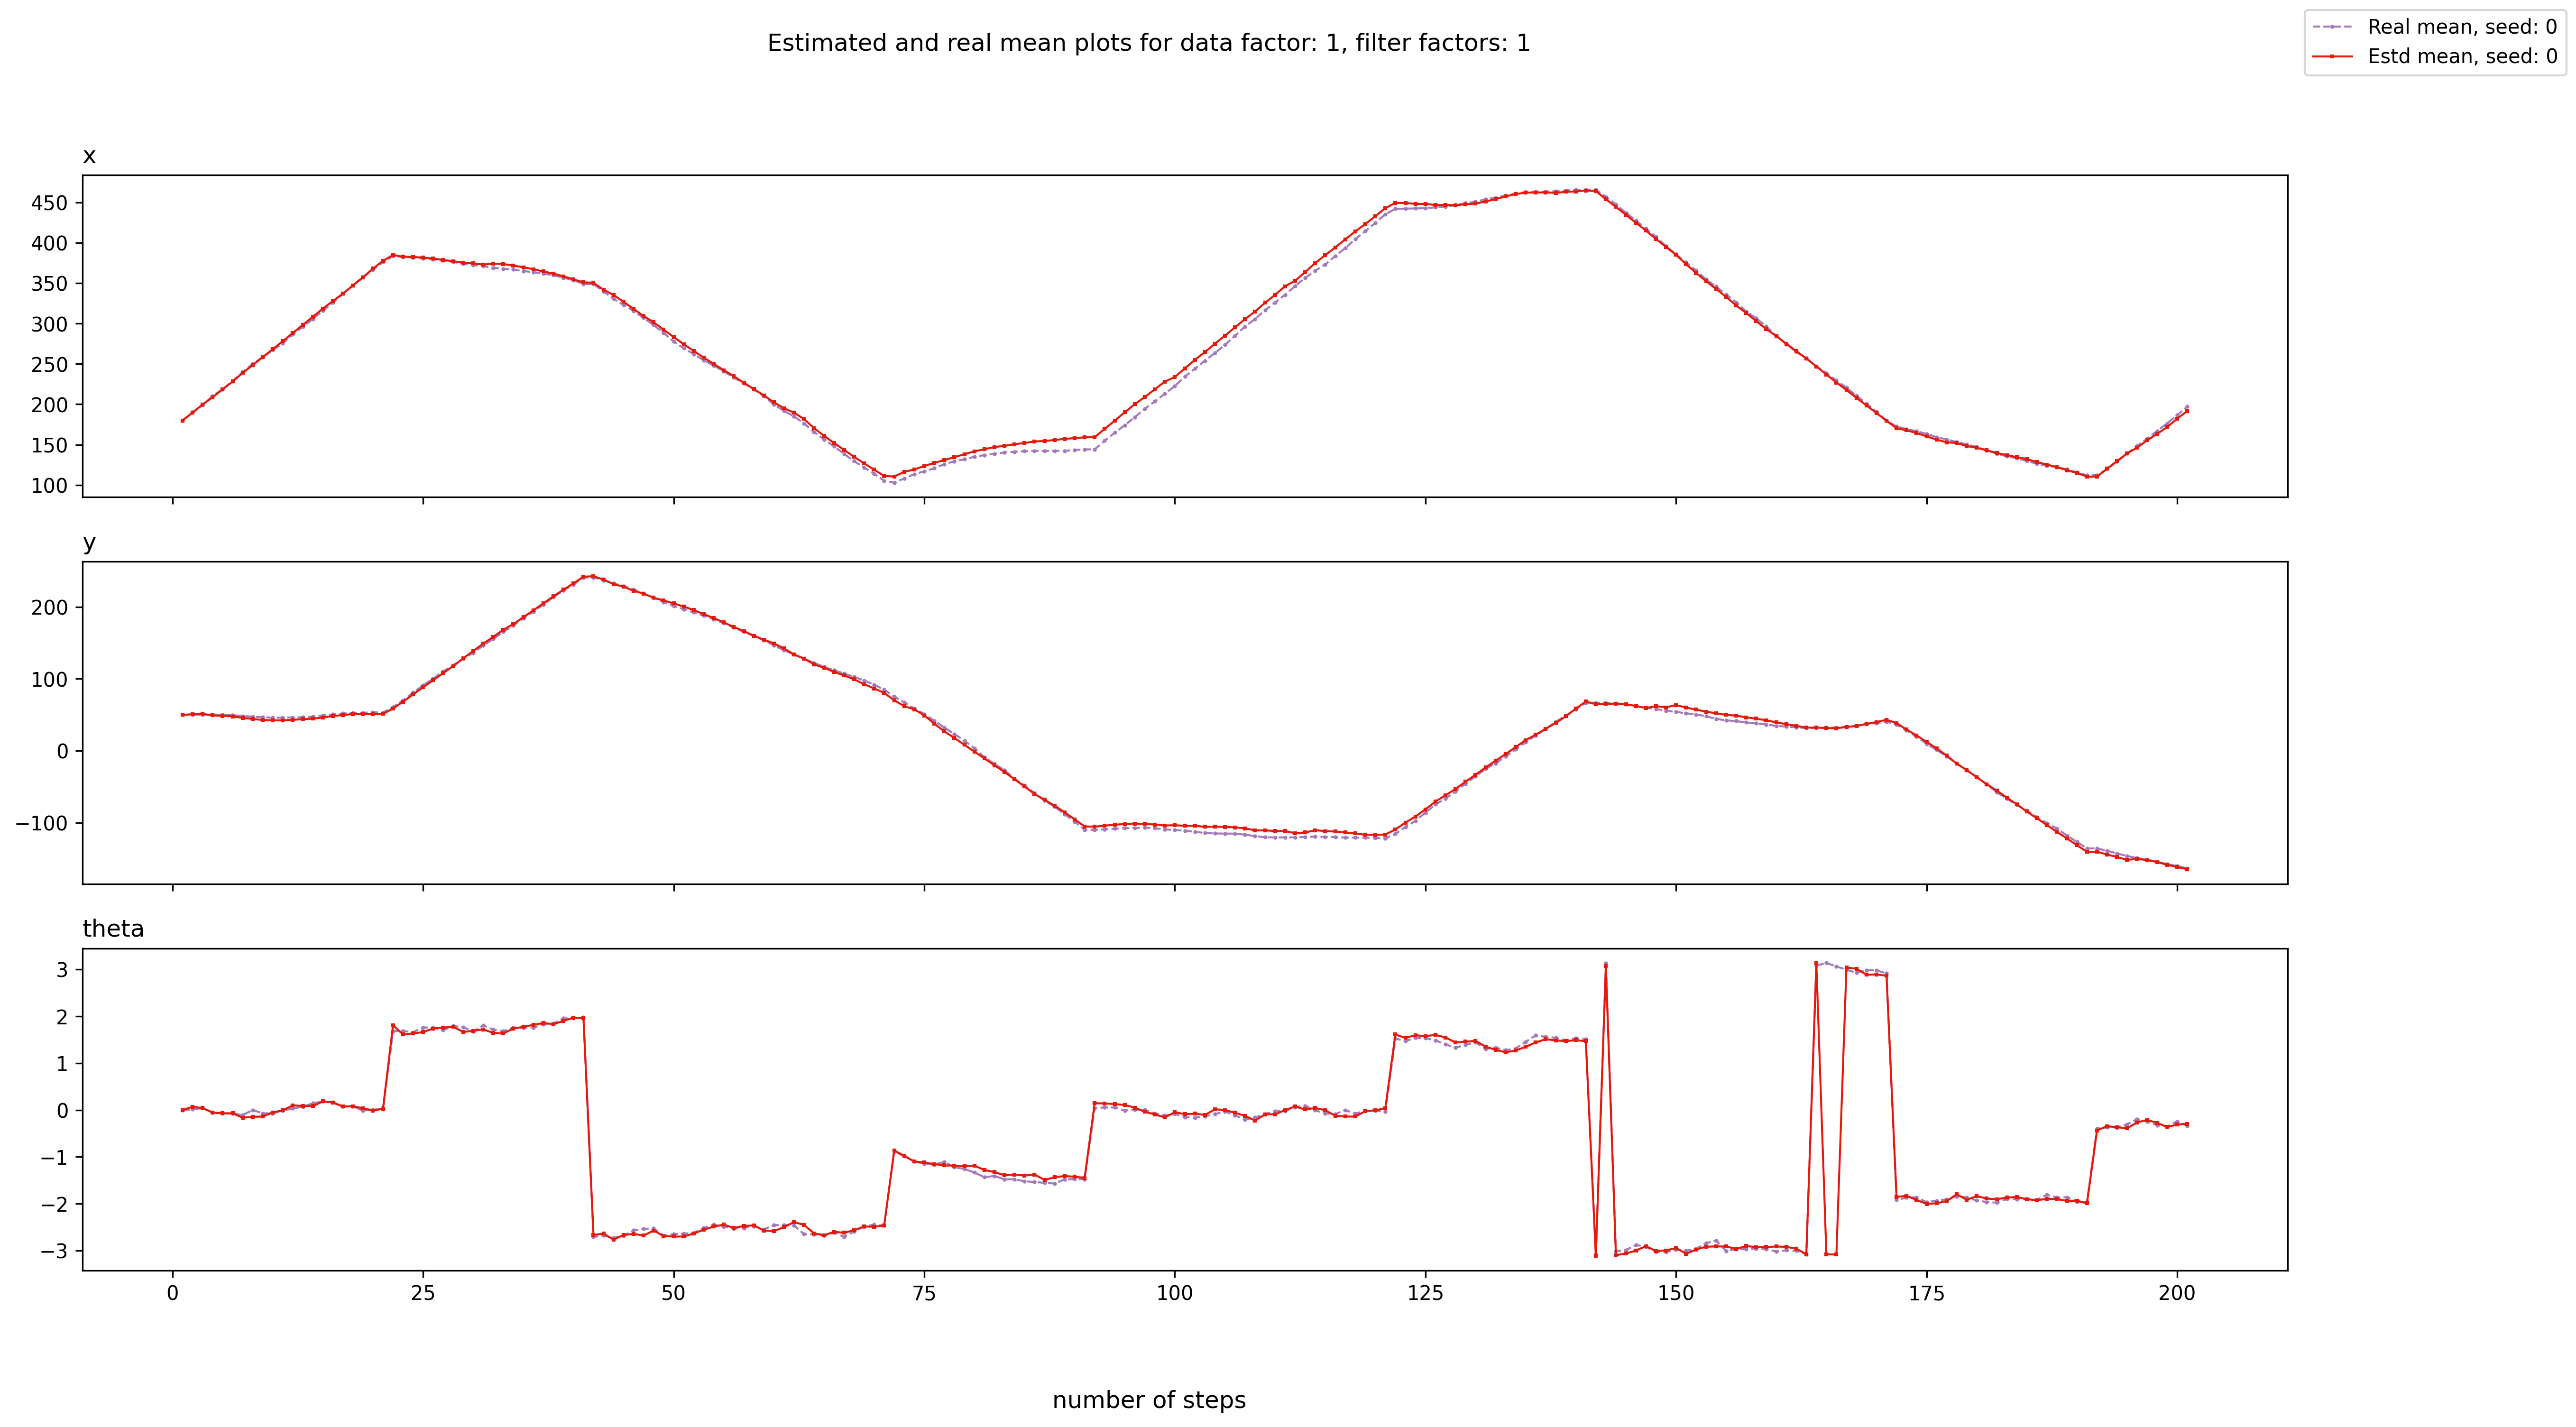 Estimated and real mean plots for data factor: 1, filter factors: 1
Real mean, seed: 0
Estd mean, seed: 0
x
450
400
350
300
250
200
150
100
y
200
100
0
−100
theta
3
2
1
0
−1
−2
−3
0 25 50 75 100 125 150 175 200
number of steps